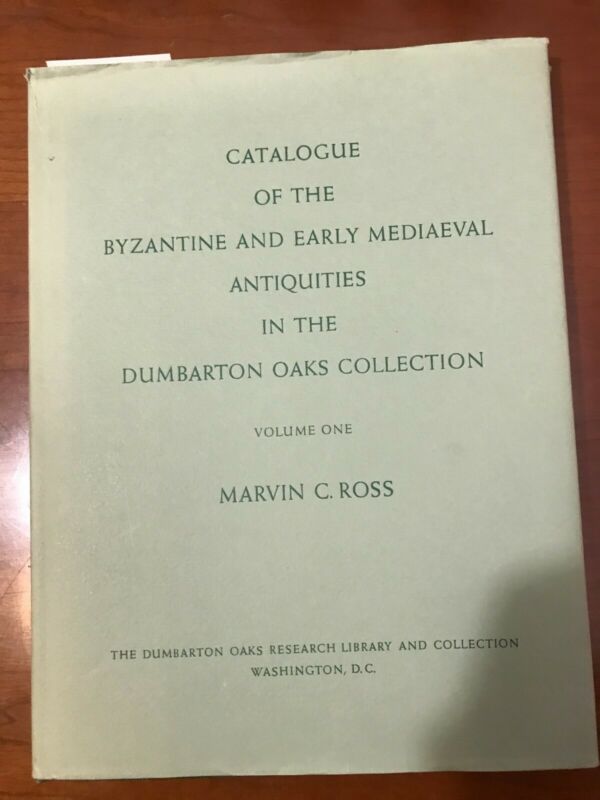 CATALOGUE
OF THE
BYZANTINE AND EARLY MEDIAEVAL
ANTIQUITIES
IN THE
DUMBARTON OAKS COLLECTION
VOLUME ONE
MARVIN C. ROSS
THE DUMBARTON OAKS RESEARCH LIBRARY AND COLLECTION
WASHINGTON, D.C.